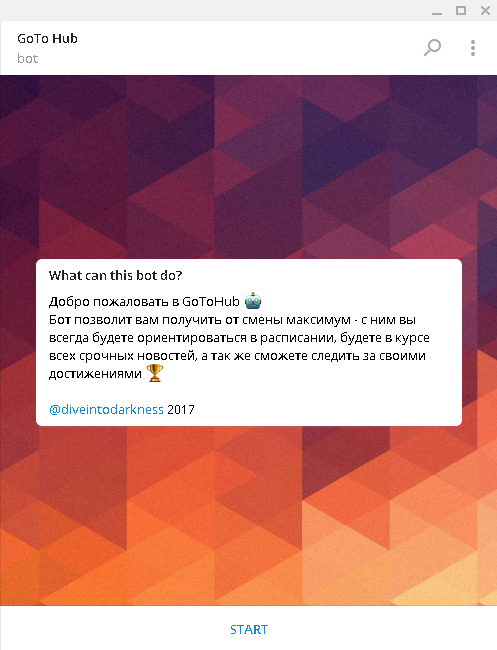 GoTo Hub
bot
What can this bot do?
Добро пожаловать в GoToHub 🤖
Бот позволит вам получить от смены максимум - с ним вы
всегда будете ориентироваться в расписании, будете в курсе
всех срочных новостей, а так же сможете следить за своими
достижениями 🏆
@diveintodarkness 2017
START